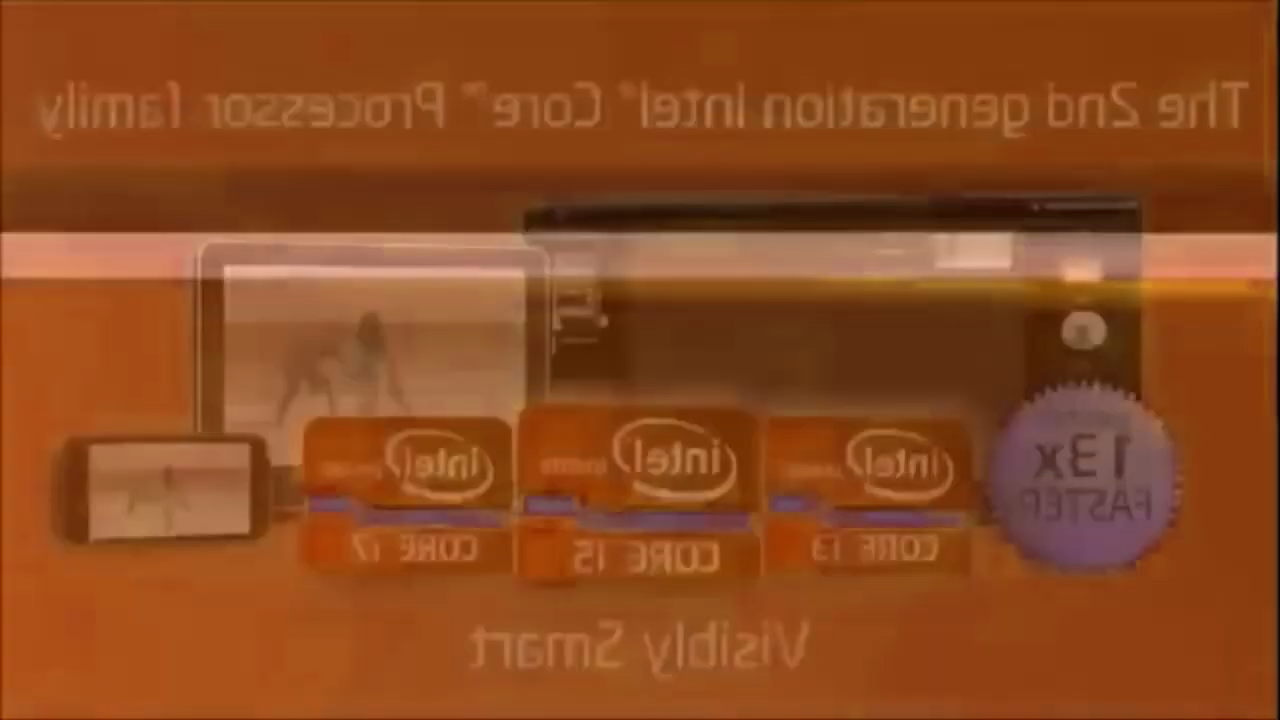 The 2nd generation Intel® Core™ Processor family
13x
FASTER
intel
CORE i3
intel
CORE i5
intel
CORE i7
Visibly Smart